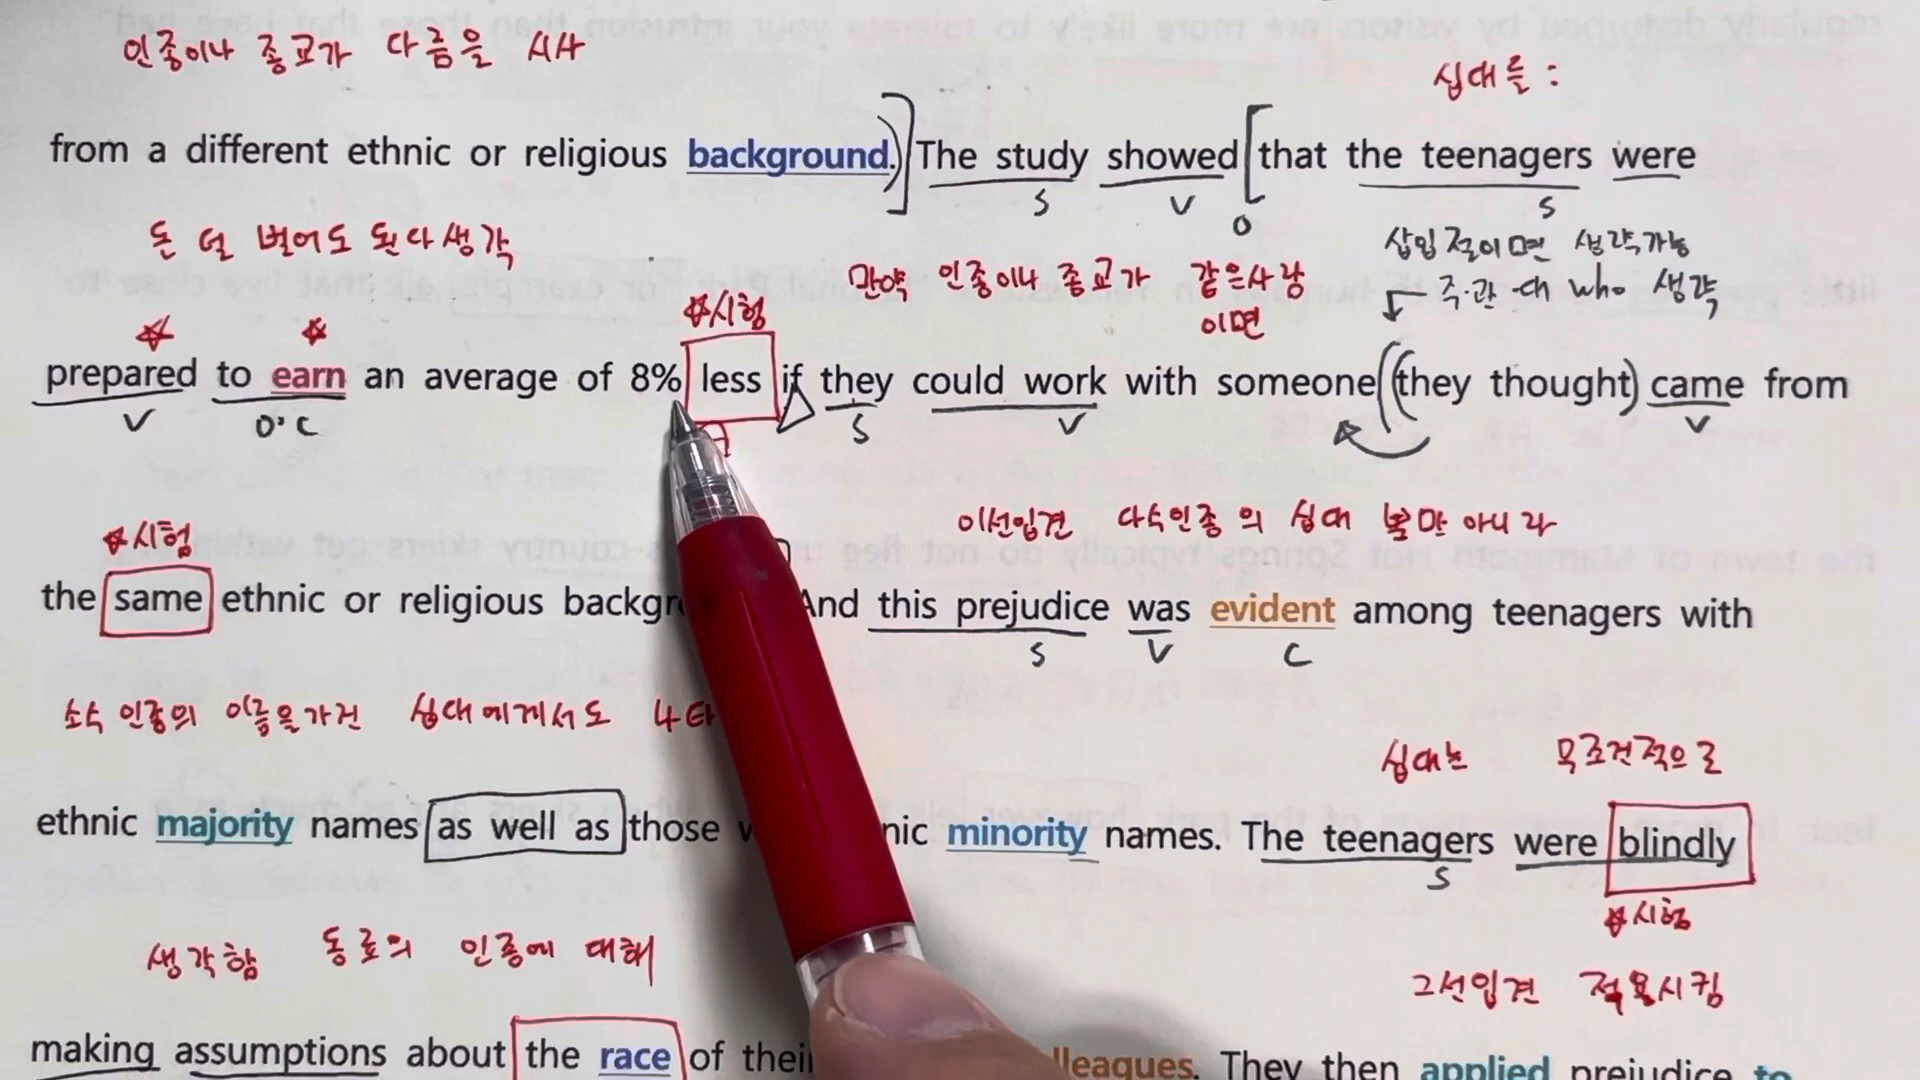 인종이나 종교가 다름을 시사
십대들 :
from a different ethnic or religious background.)] The study showed [that the teenagers were
S V O S
돈 덜 벌어도 된다 생각
삽입절이면 생략가능
만약 인종이나 종교가 같은사람
주·관·대 who 생략
☆시험
이면
prepared to earn an average of 8% less if they could work with someone ((they thought) came from
V O·C S V V
이선입견 다수인종의 십대 뿐만 아니라
☆시험
the same ethnic or religious And this prejudice was evident among teenagers with
S V C
소수 인종의 이름을가진 십대에게서도
십대는 무조건적으로
ethnic majority names as well as those minority names. The teenagers were blindly
S
☆시험
생각함 동료의 인종에 대해
그선입견 적용시킴
making assumptions about the race of They then applied prejudice to